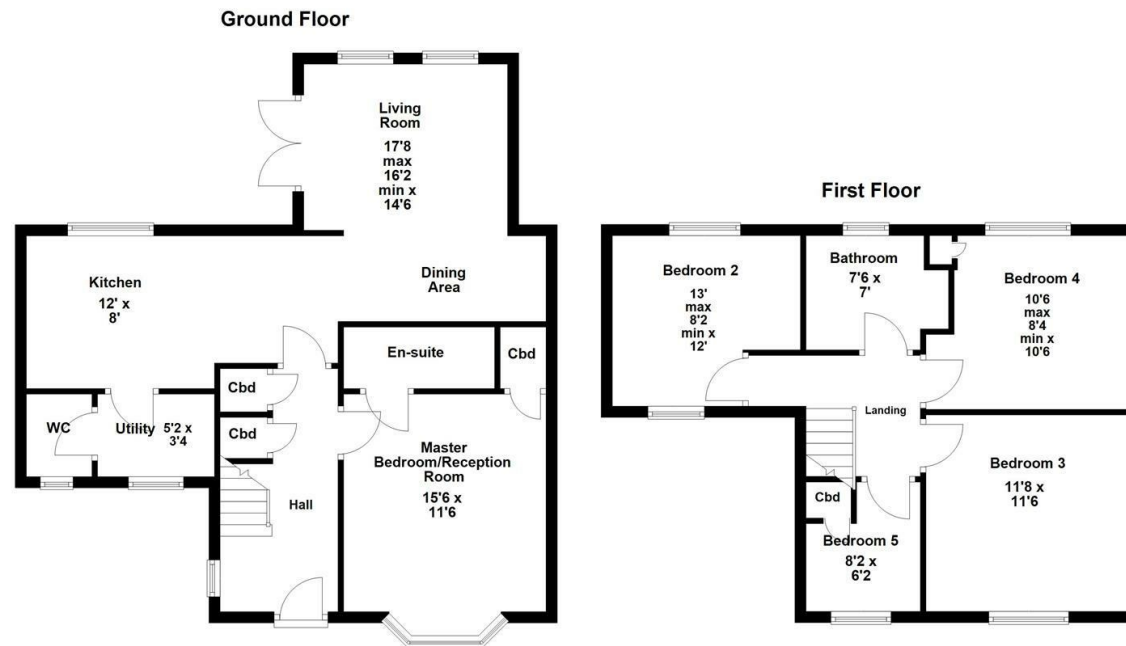 Ground Floor
Living
Room
17'8
max
16'2
min x
14'6
Kitchen
12' x
8'
Dining
Area
En-suite
Cbd
Cbd
Cbd
WC
Utility
5'2 x
3'4
Hall
Master
Bedroom/Reception
Room
15'6 x
11'6
First Floor
Bedroom 2
13'
max
8'2
min x
12'
Bathroom
7'6 x
7'
Bedroom 4
10'6
max
8'4
min x
10'6
Landing
Cbd
Bedroom 5
8'2 x
6'2
Bedroom 3
11'8 x
11'6